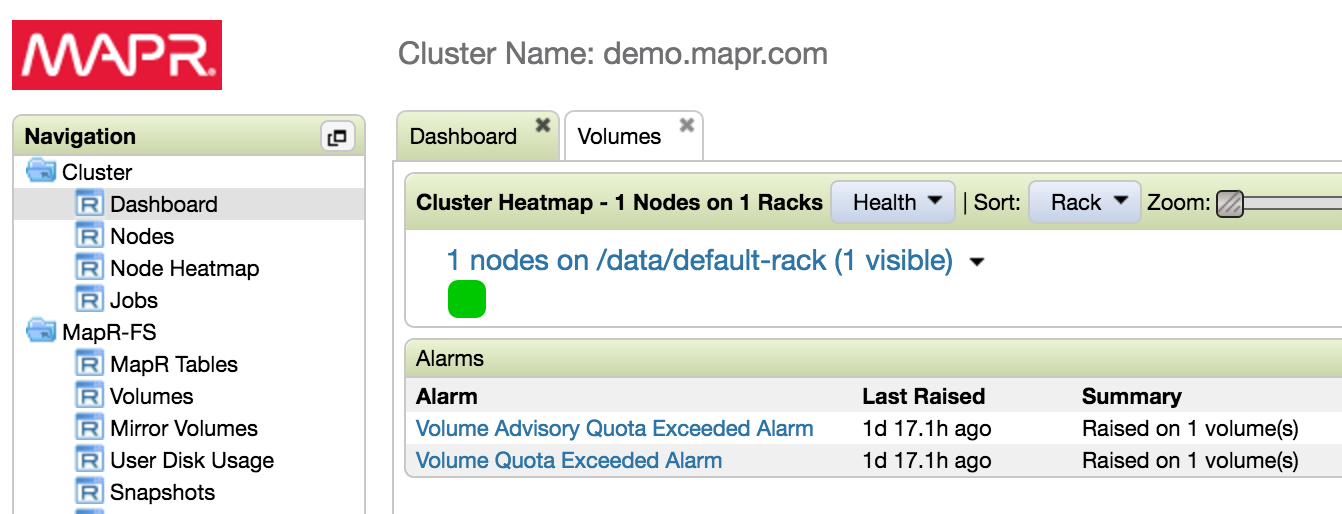 MAPR.
Cluster Name: demo.mapr.com
Navigation
Cluster
Dashboard
Nodes
Node Heatmap
Jobs
MapR-FS
MapR Tables
Volumes
Mirror Volumes
User Disk Usage
Snapshots
Dashboard Volumes
Cluster Heatmap - 1 Nodes on 1 Racks Health | Sort: Rack Zoom:
1 nodes on /data/default-rack (1 visible)
Alarms
Alarm Last Raised Summary
Volume Advisory Quota Exceeded Alarm 1d 17.1h ago Raised on 1 volume(s)
Volume Quota Exceeded Alarm 1d 17.1h ago Raised on 1 volume(s)